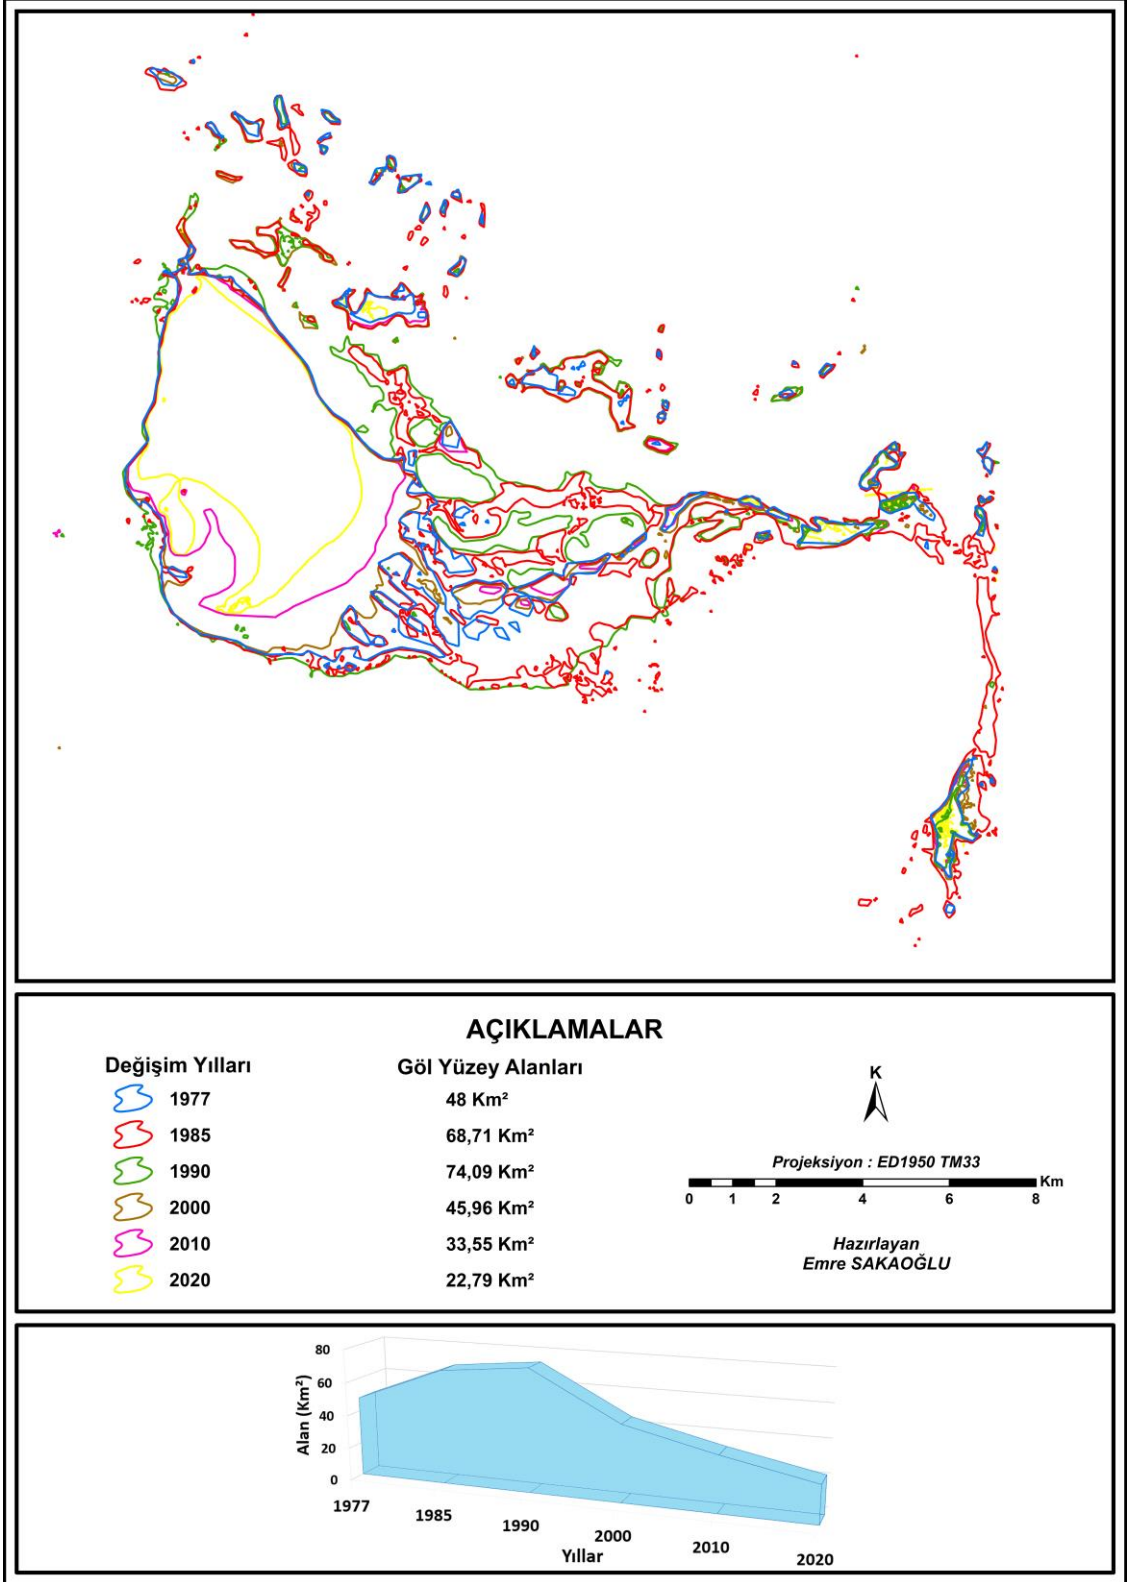 AÇIKLAMALAR
Değişim Yılları Göl Yüzey Alanları
1977 48 Km²
1985 68,71 Km²
1990 74,09 Km²
2000 45,96 Km²
2010 33,55 Km²
2020 22,79 Km²
K
Projeksiyon : ED1950 TM33
Km
0 1 2 4 6 8
Hazırlayan
Emre SAKAOĞLU
80
60
40
20
0
Alan (Km²)
1977 1985 1990 2000 2010 2020
Yıllar